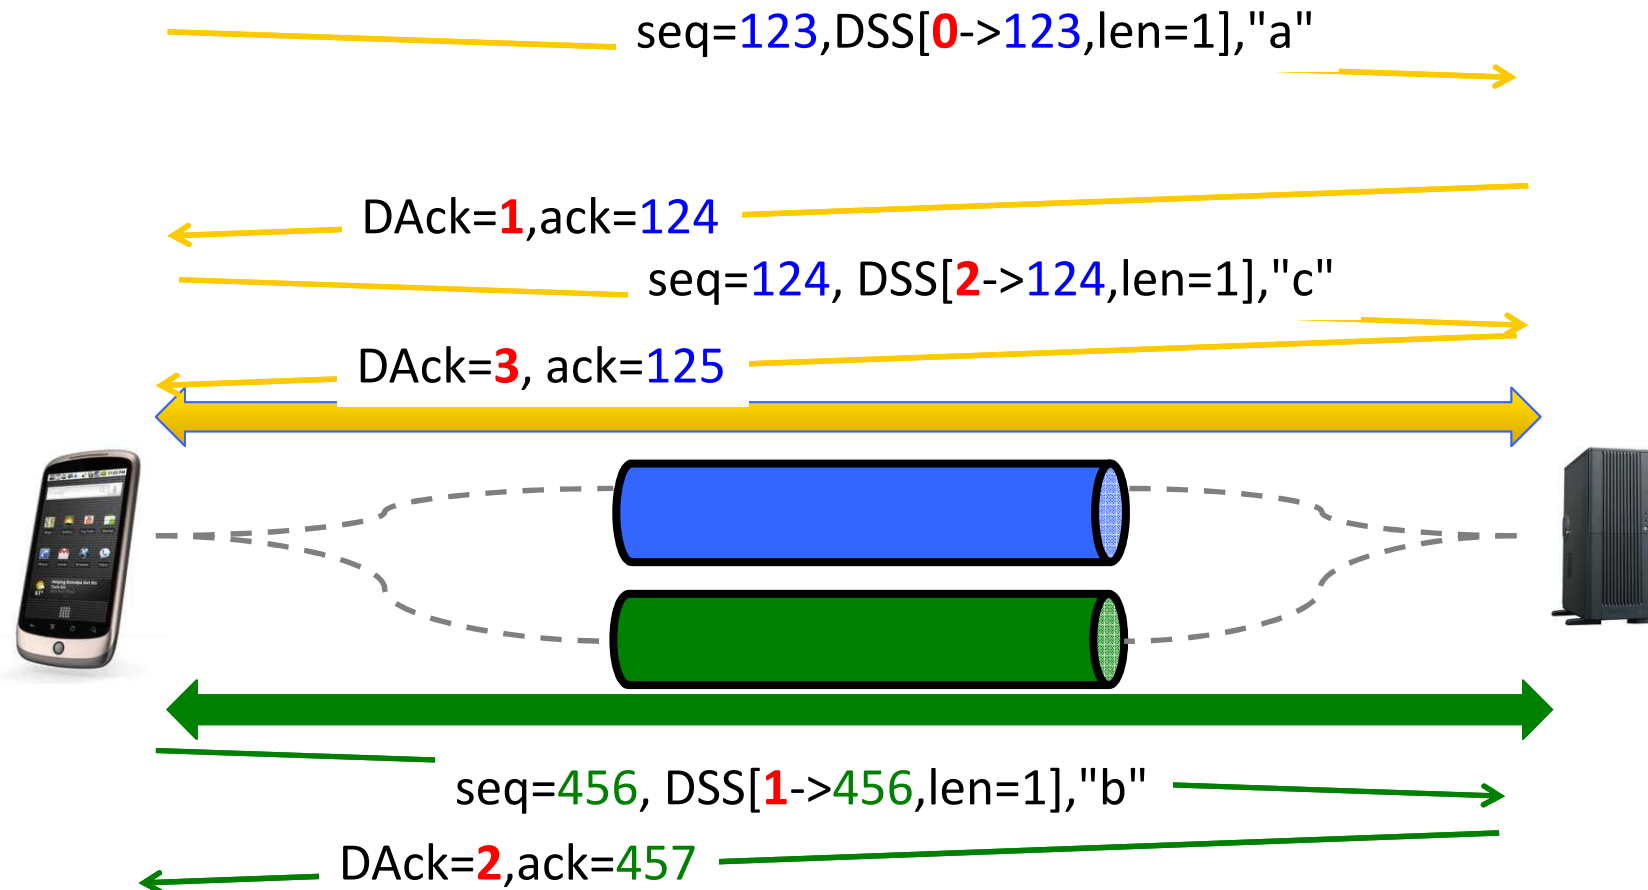 seq=123,DSS[0->123,len=1],"a"
DAck=1,ack=124
seq=124, DSS[2->124,len=1],"c"
DAck=3, ack=125
seq=456, DSS[1->456,len=1],"b"
DAck=2,ack=457